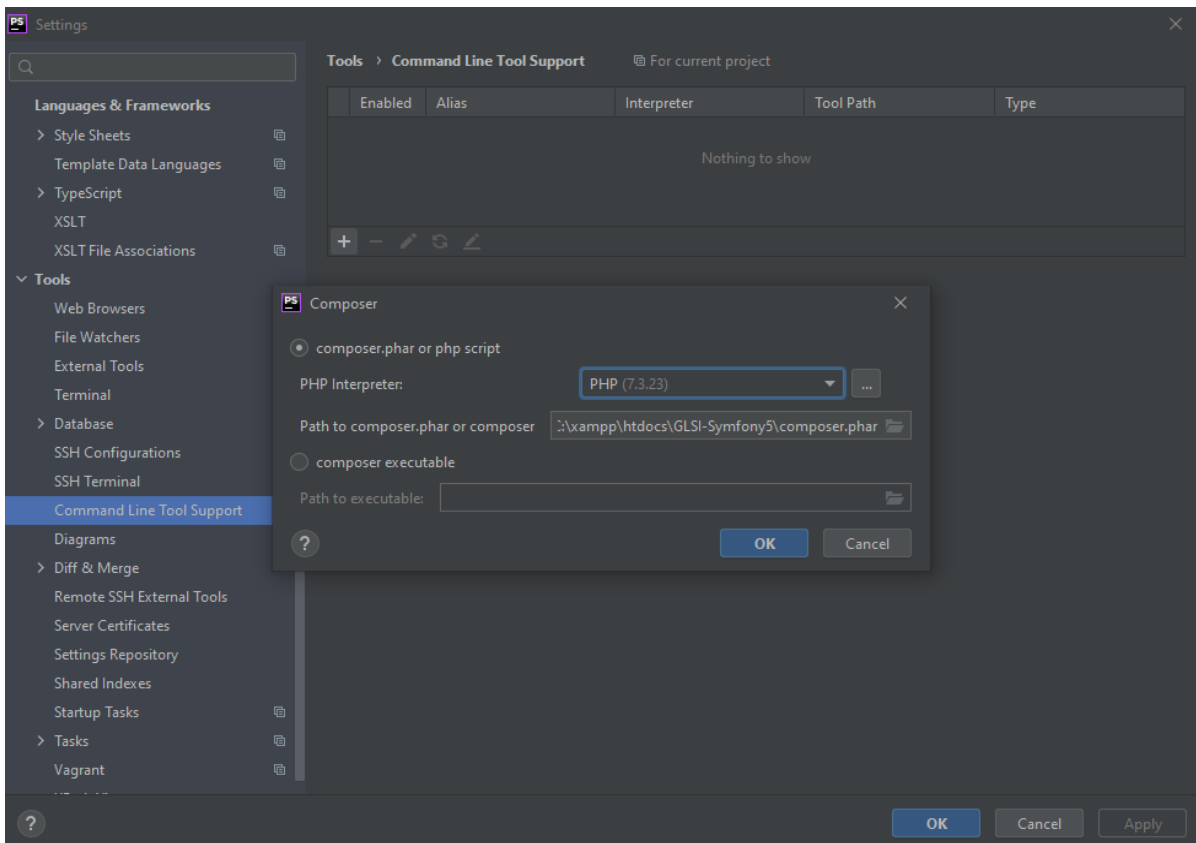 PS Settings
Tools › Command Line Tool Support For current project
Languages & Frameworks
Style Sheets
Template Data Languages
TypeScript
XSLT
XSLT File Associations
Tools
Web Browsers
File Watchers
External Tools
Terminal
Database
SSH Configurations
SSH Terminal
Command Line Tool Support
Diagrams
Diff & Merge
Remote SSH External Tools
Server Certificates
Settings Repository
Shared Indexes
Startup Tasks
Tasks
Vagrant
Enabled Alias Interpreter Tool Path Type
Nothing to show
PS Composer
composer.phar or php script
PHP Interpreter: PHP (7.3.23) ...
Path to composer.phar or composer :\xampp\htdocs\GLSI-Symfony5\composer.phar
composer executable
Path to executable:
? OK Cancel
? OK Cancel Apply